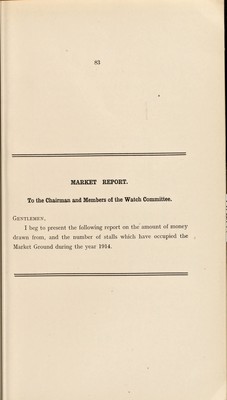 83
MARKET REPORT.
To the Chairman and Members of the Watch Committee.
GENTLEMEN,
I beg to present the following report on the amount of money
drawn from, and the number of stalls which have occupied the
Market Ground during the year 1914.